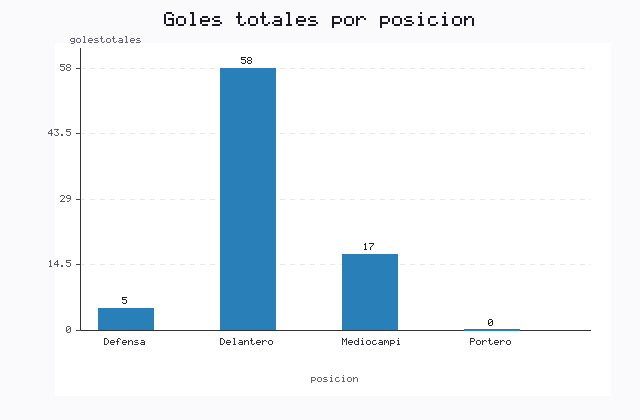 Goles totales por posicion
golestotales
58
58
43.5
29
17
14.5
5
0
0
Defensa Delantero Mediocampi Portero
posicion